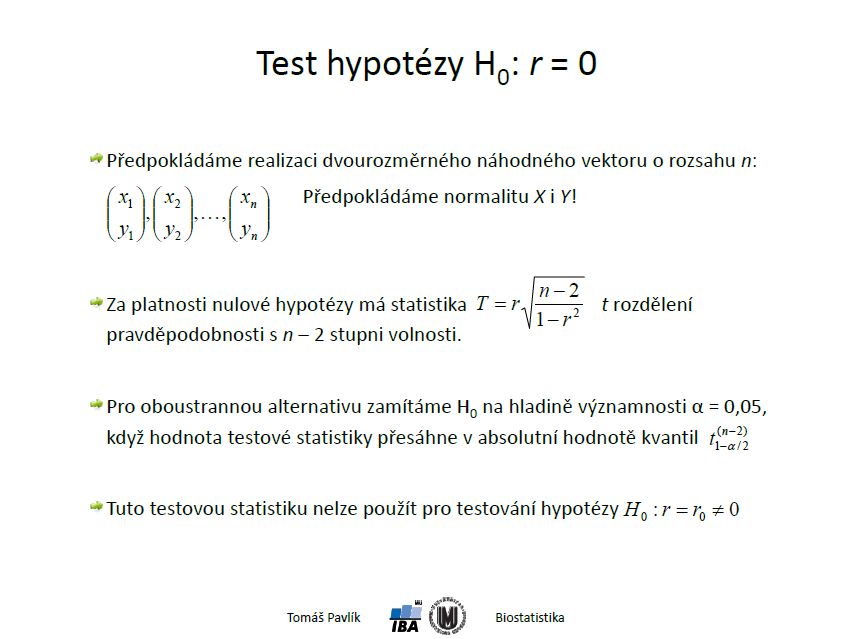 Test hypotézy H₀: r = 0
Předpokládáme realizaci dvourozměrného náhodného vektoru o rozsahu n:
(x₁ y₁), (x₂ y₂), …, (xₙ yₙ) Předpokládáme normalitu X i Y!
Za platnosti nulové hypotézy má statistika T = r√((n − 2)/(1 − r²)) t rozdělení
pravděpodobnosti s n – 2 stupni volnosti.
Pro oboustrannou alternativu zamítáme H₀ na hladině významnosti α = 0,05,
když hodnota testové statistiky přesáhne v absolutní hodnotě kvantil t₁₋α/₂⁽ⁿ⁻²⁾
Tuto testovou statistiku nelze použít pro testování hypotézy H₀ : r = r₀ ≠ 0
Tomáš Pavlík IBA Biostatistika